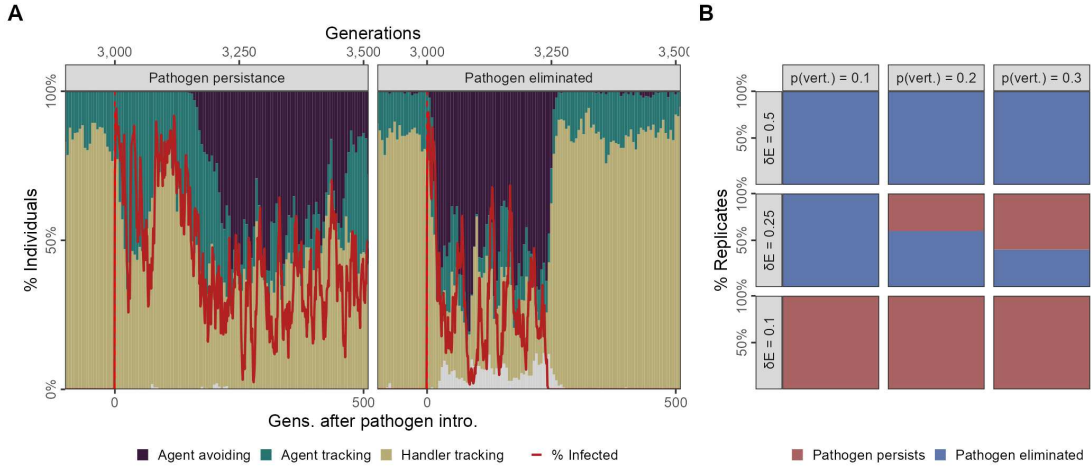 A
Generations
3,000 3,250 3,500 3,000 3,250 3,500
Pathogen persistance
Pathogen eliminated
100%
50%
0%
% Individuals
0 500 0 500
Gens. after pathogen intro.
Agent avoiding Agent tracking Handler tracking % Infected
B
p(vert.) = 0.1 p(vert.) = 0.2 p(vert.) = 0.3
δE = 0.5
100%
50%
δE = 0.25
100%
50%
δE = 0.1
100%
50%
% Replicates
Pathogen persists Pathogen eliminated